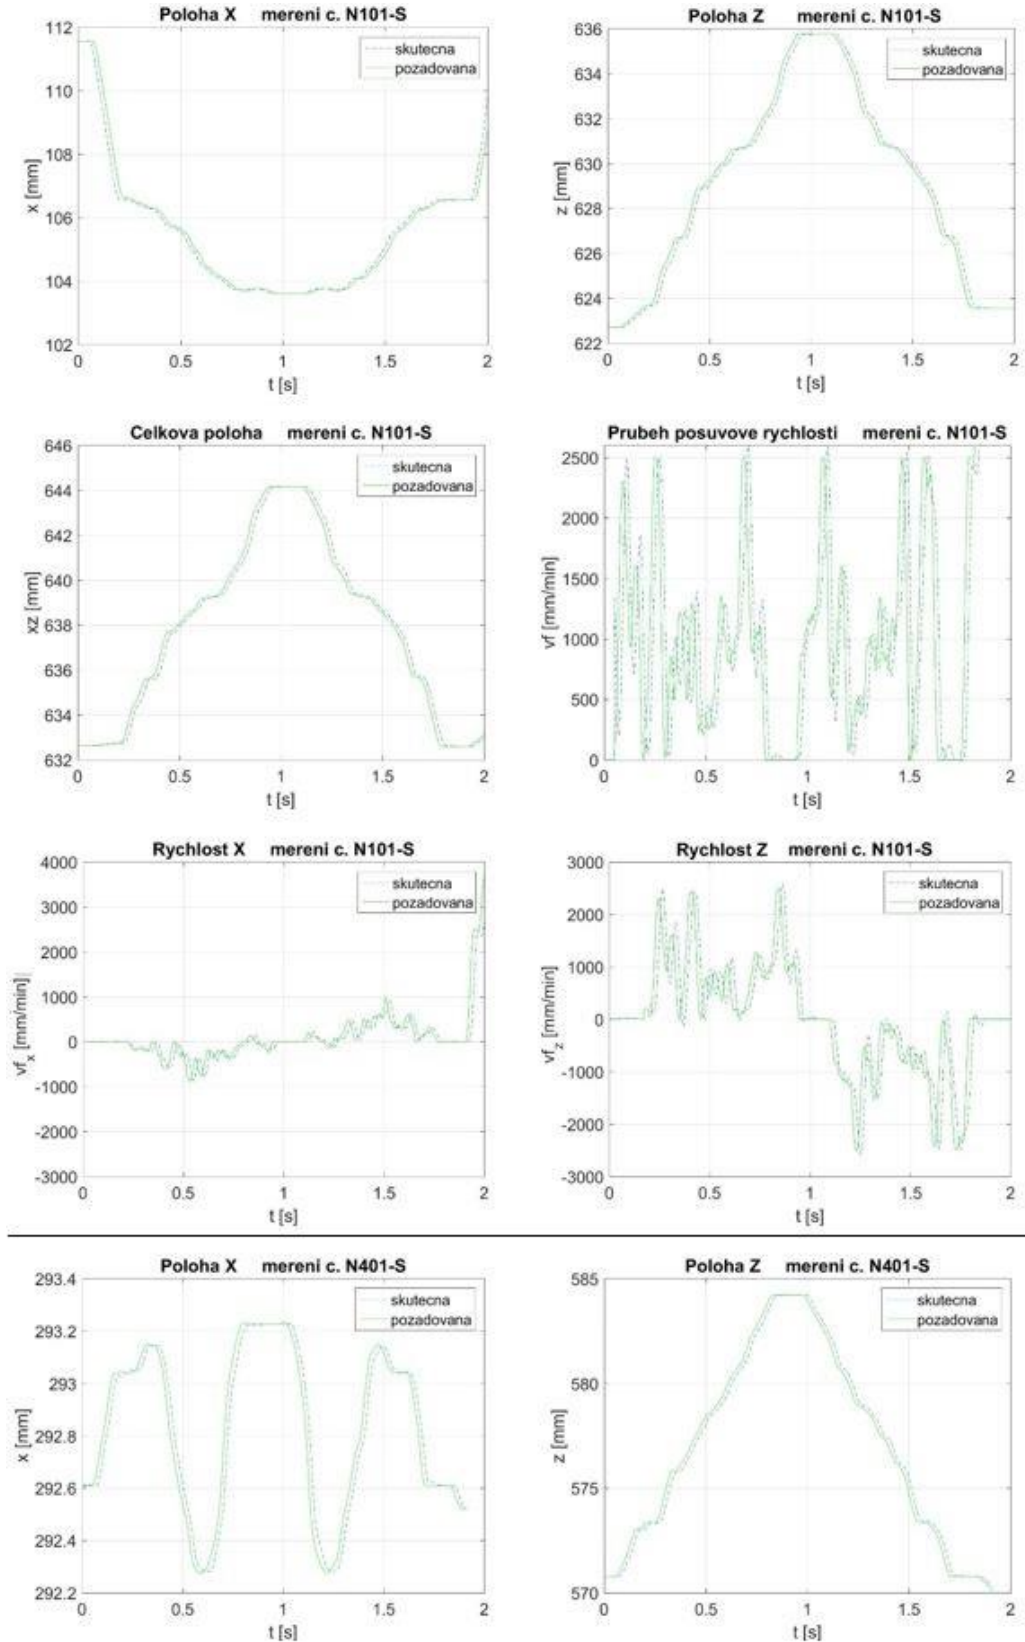 Poloha X mereni c. N101-S
skutecna
pozadovana
x [mm]
112
110
108
106
104
102
0 0.5 1 1.5 2
t [s]
Poloha Z mereni c. N101-S
skutecna
pozadovana
z [mm]
636
634
632
630
628
626
624
622
0 0.5 1 1.5 2
t [s]
Celkova poloha mereni c. N101-S
skutecna
pozadovana
xz [mm]
646
644
642
640
638
636
634
632
0 0.5 1 1.5 2
t [s]
Prubeh posuvove rychlosti mereni c. N101-S
vf [mm/min]
2500
2000
1500
1000
500
0
0 0.5 1 1.5 2
t [s]
Rychlost X mereni c. N101-S
skutecna
pozadovana
vfx [mm/min]
4000
3000
2000
1000
0
-1000
-2000
-3000
0 0.5 1 1.5 2
t [s]
Rychlost Z mereni c. N101-S
skutecna
pozadovana
vfz [mm/min]
3000
2000
1000
0
-1000
-2000
-3000
0 0.5 1 1.5 2
t [s]
Poloha X mereni c. N401-S
skutecna
pozadovana
x [mm]
293.4
293.2
293
292.8
292.6
292.4
292.2
0 0.5 1 1.5 2
t [s]
Poloha Z mereni c. N401-S
skutecna
pozadovana
z [mm]
585
580
575
570
0 0.5 1 1.5 2
t [s]